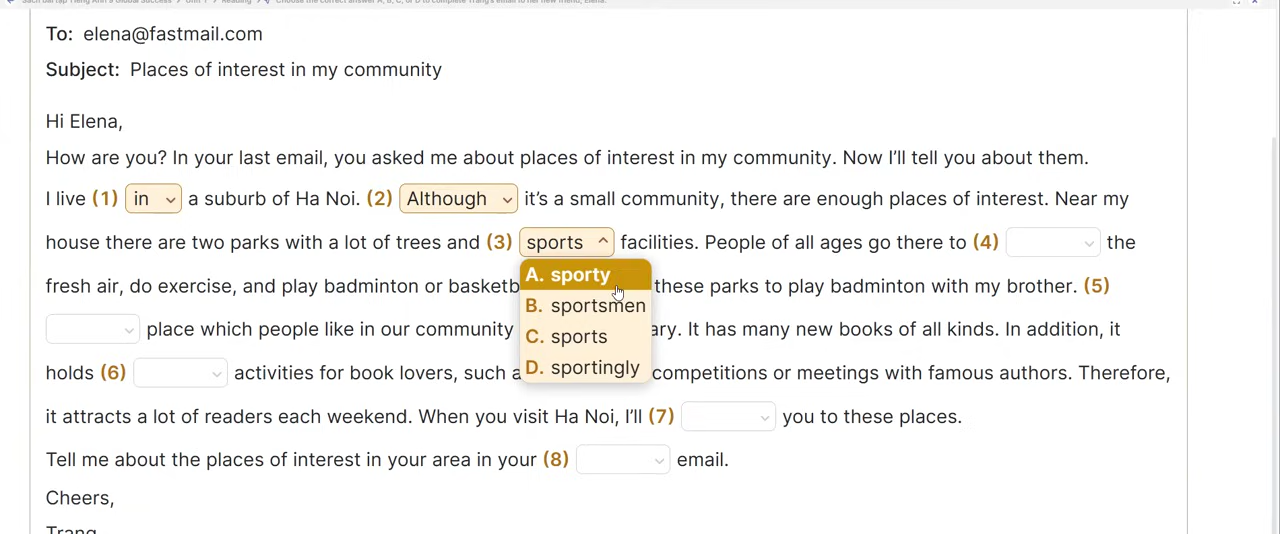 To: elena@fastmail.com
Subject: Places of interest in my community
Hi Elena,
How are you? In your last email, you asked me about places of interest in my community. Now I'll tell you about them.
I live (1) in a suburb of Ha Noi. (2) Although it's a small community, there are enough places of interest. Near my
house there are two parks with a lot of trees and (3) sports facilities. People of all ages go there to (4) the
fresh air, do exercise, and play badminton or basketb these parks to play badminton with my brother. (5)
place which people like in our community ary. It has many new books of all kinds. In addition, it
holds (6) activities for book lovers, such a competitions or meetings with famous authors. Therefore,
it attracts a lot of readers each weekend. When you visit Ha Noi, I'll (7) you to these places.
Tell me about the places of interest in your area in your (8) email.
Cheers,
Trang
A. sporty
B. sportsmen
C. sports
D. sportingly